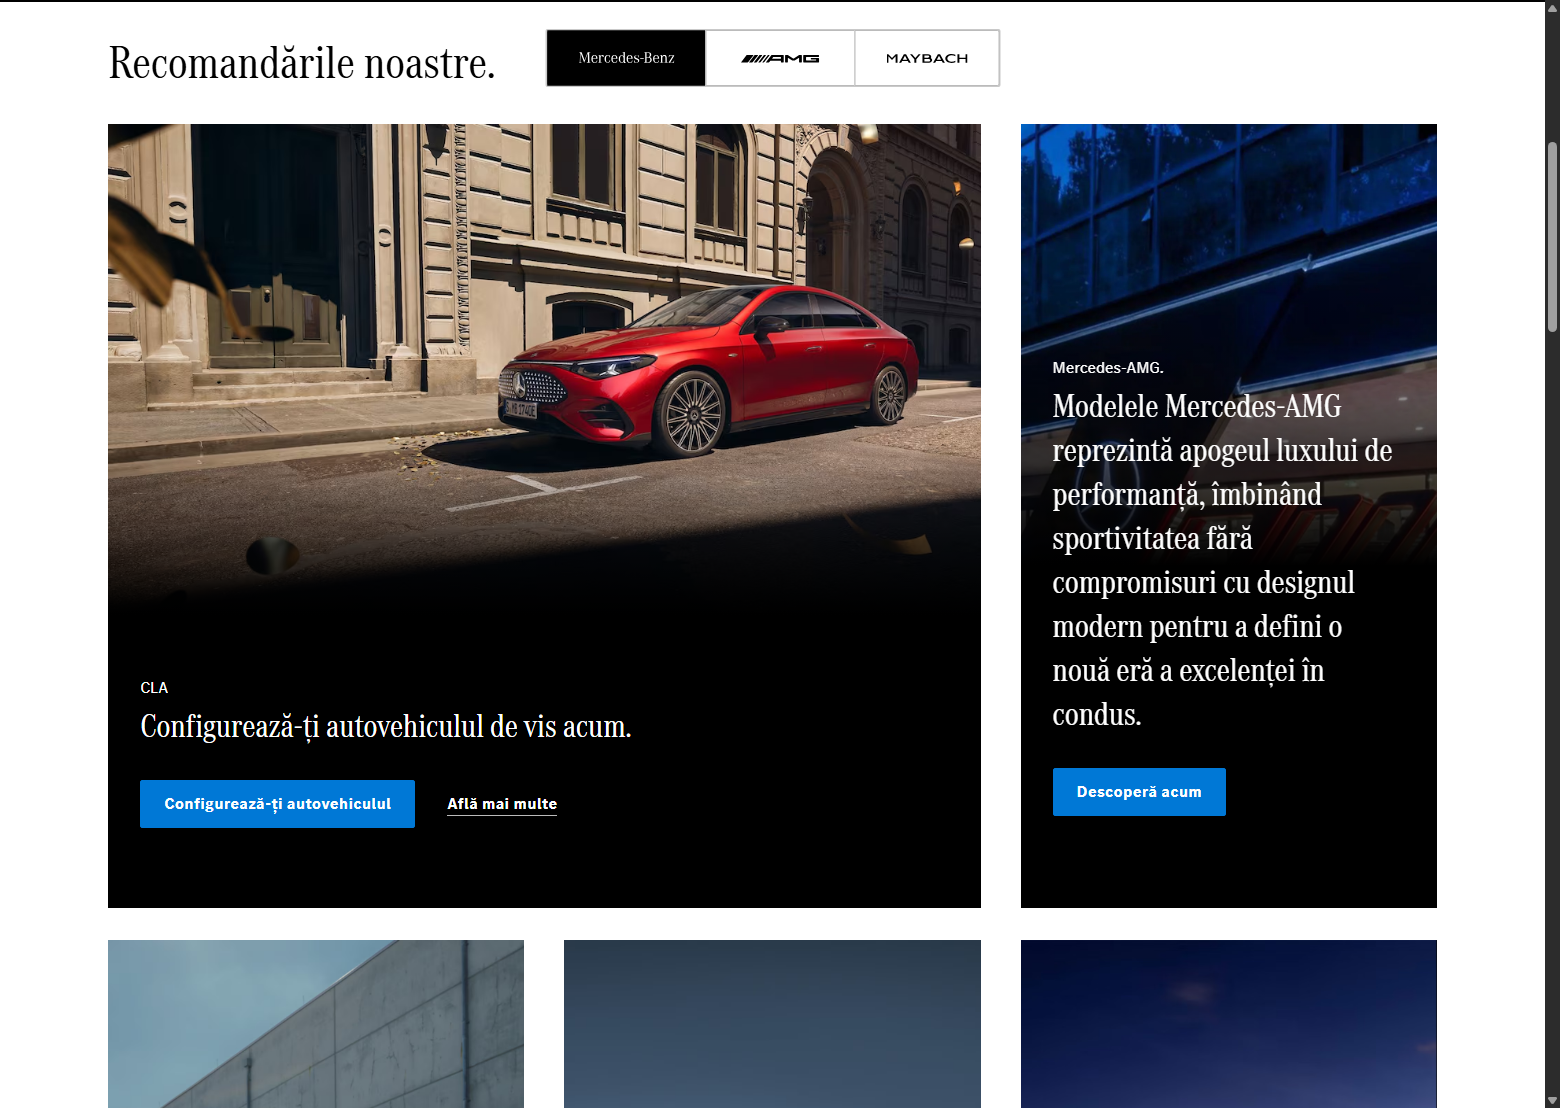 Recomandările noastre.
Mercedes-Benz
AMG
MAYBACH
CLA
Configurează-ți autovehiculul de vis acum.
Configurează-ți autovehiculul
Află mai multe
Mercedes-AMG.
Modelele Mercedes-AMG
reprezintă apogeul luxului de
performanță, îmbinând
sportivitatea fără
compromisuri cu designul
modern pentru a defini o
nouă eră a excelenței în
condus.
Descoperă acum